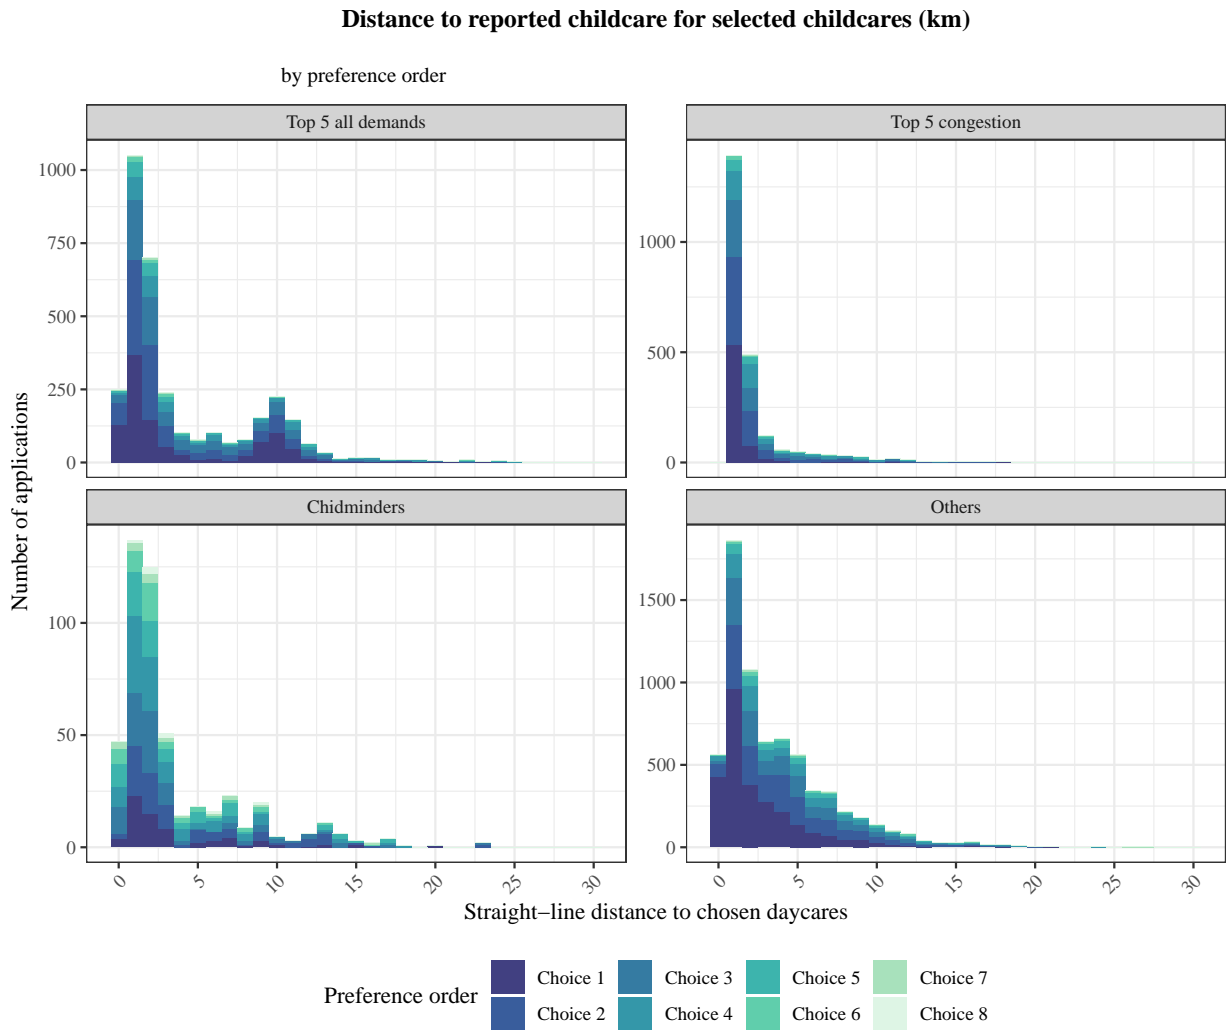 Distance to reported childcare for selected childcares (km)
by preference order
Top 5 all demands
Top 5 congestion
1000
750
500
250
0
1000
500
0
Chidminders
Others
100
50
0
1500
1000
500
0
0 5 10 15 20 25 30
0 5 10 15 20 25 30
Number of applications
Straight−line distance to chosen daycares
Preference order
Choice 1 Choice 3 Choice 5 Choice 7
Choice 2 Choice 4 Choice 6 Choice 8